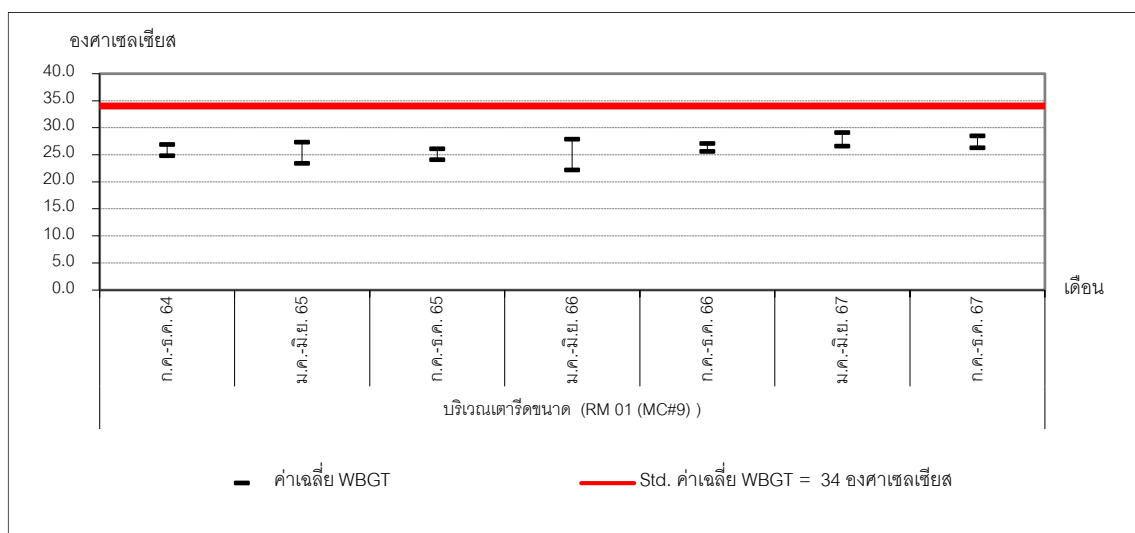 องศาเซลเซียส
40.0
35.0
30.0
25.0
20.0
15.0
10.0
5.0
0.0
เดือน
ก.ค.-ธ.ค. 64
ม.ค.-มิ.ย. 65
ก.ค.-ธ.ค. 65
ม.ค.-มิ.ย. 66
ก.ค.-ธ.ค. 66
ม.ค.-มิ.ย. 67
ก.ค.-ธ.ค. 67
บริเวณเตารีดขนาด (RM 01 (MC#9) )
ค่าเฉลี่ย WBGT
Std. ค่าเฉลี่ย WBGT = 34 องศาเซลเซียส